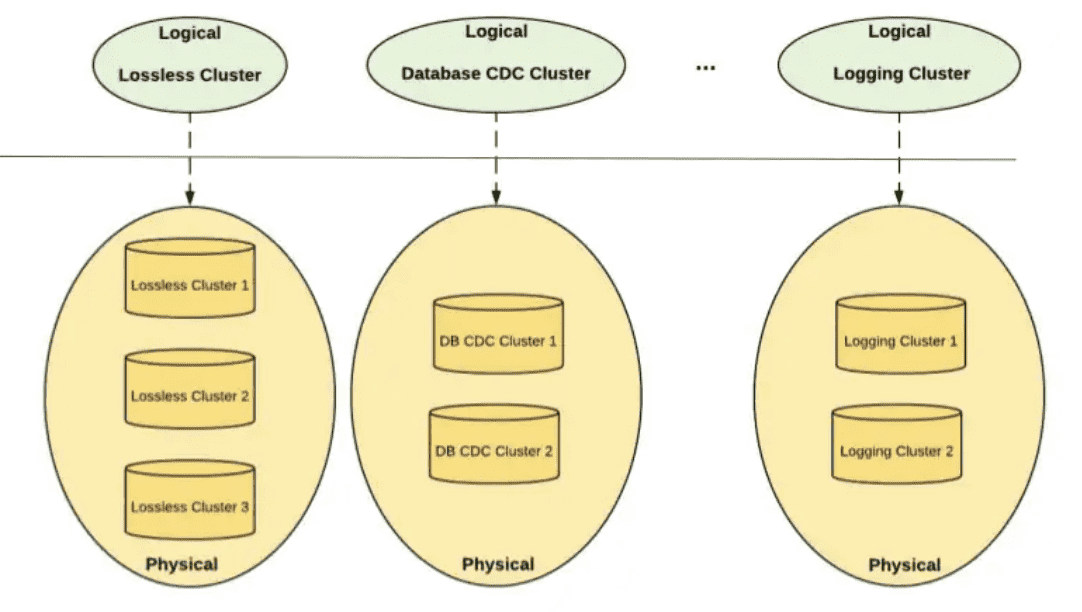 Logical
Lossless Cluster
Logical
Database CDC Cluster
...
Logical
Logging Cluster
Lossless Cluster 1
Lossless Cluster 2
Lossless Cluster 3
Physical
DB CDC Cluster 1
DB CDC Cluster 2
Physical
Logging Cluster 1
Logging Cluster 2
Physical